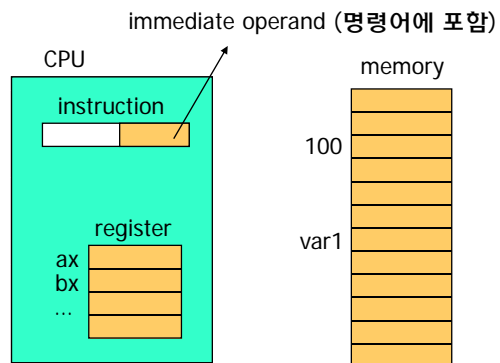 immediate operand (명령어에 포함)
CPU
instruction
register
ax
bx
...
memory
100
var1